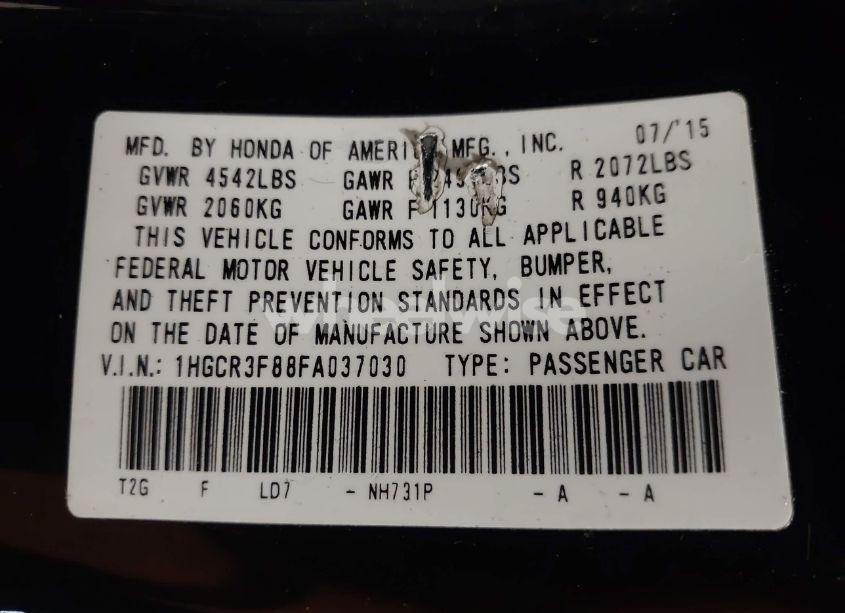 MFD. BY HONDA OF AMERI MFG., INC. 07/'15
GVWR 4542LBS GAWR R 2072LBS
GVWR 2060KG GAWR F 1130KG R 940KG
THIS VEHICLE CONFORMS TO ALL APPLICABLE
FEDERAL MOTOR VEHICLE SAFETY, BUMPER,
AND THEFT PREVENTION STANDARDS IN EFFECT
ON THE DATE OF MANUFACTURE SHOWN ABOVE.
wheelwise
V.I.N.: 1HGCR3F88FA037030 TYPE: PASSENGER CAR
T2G F LD7 - NH731P - A - A